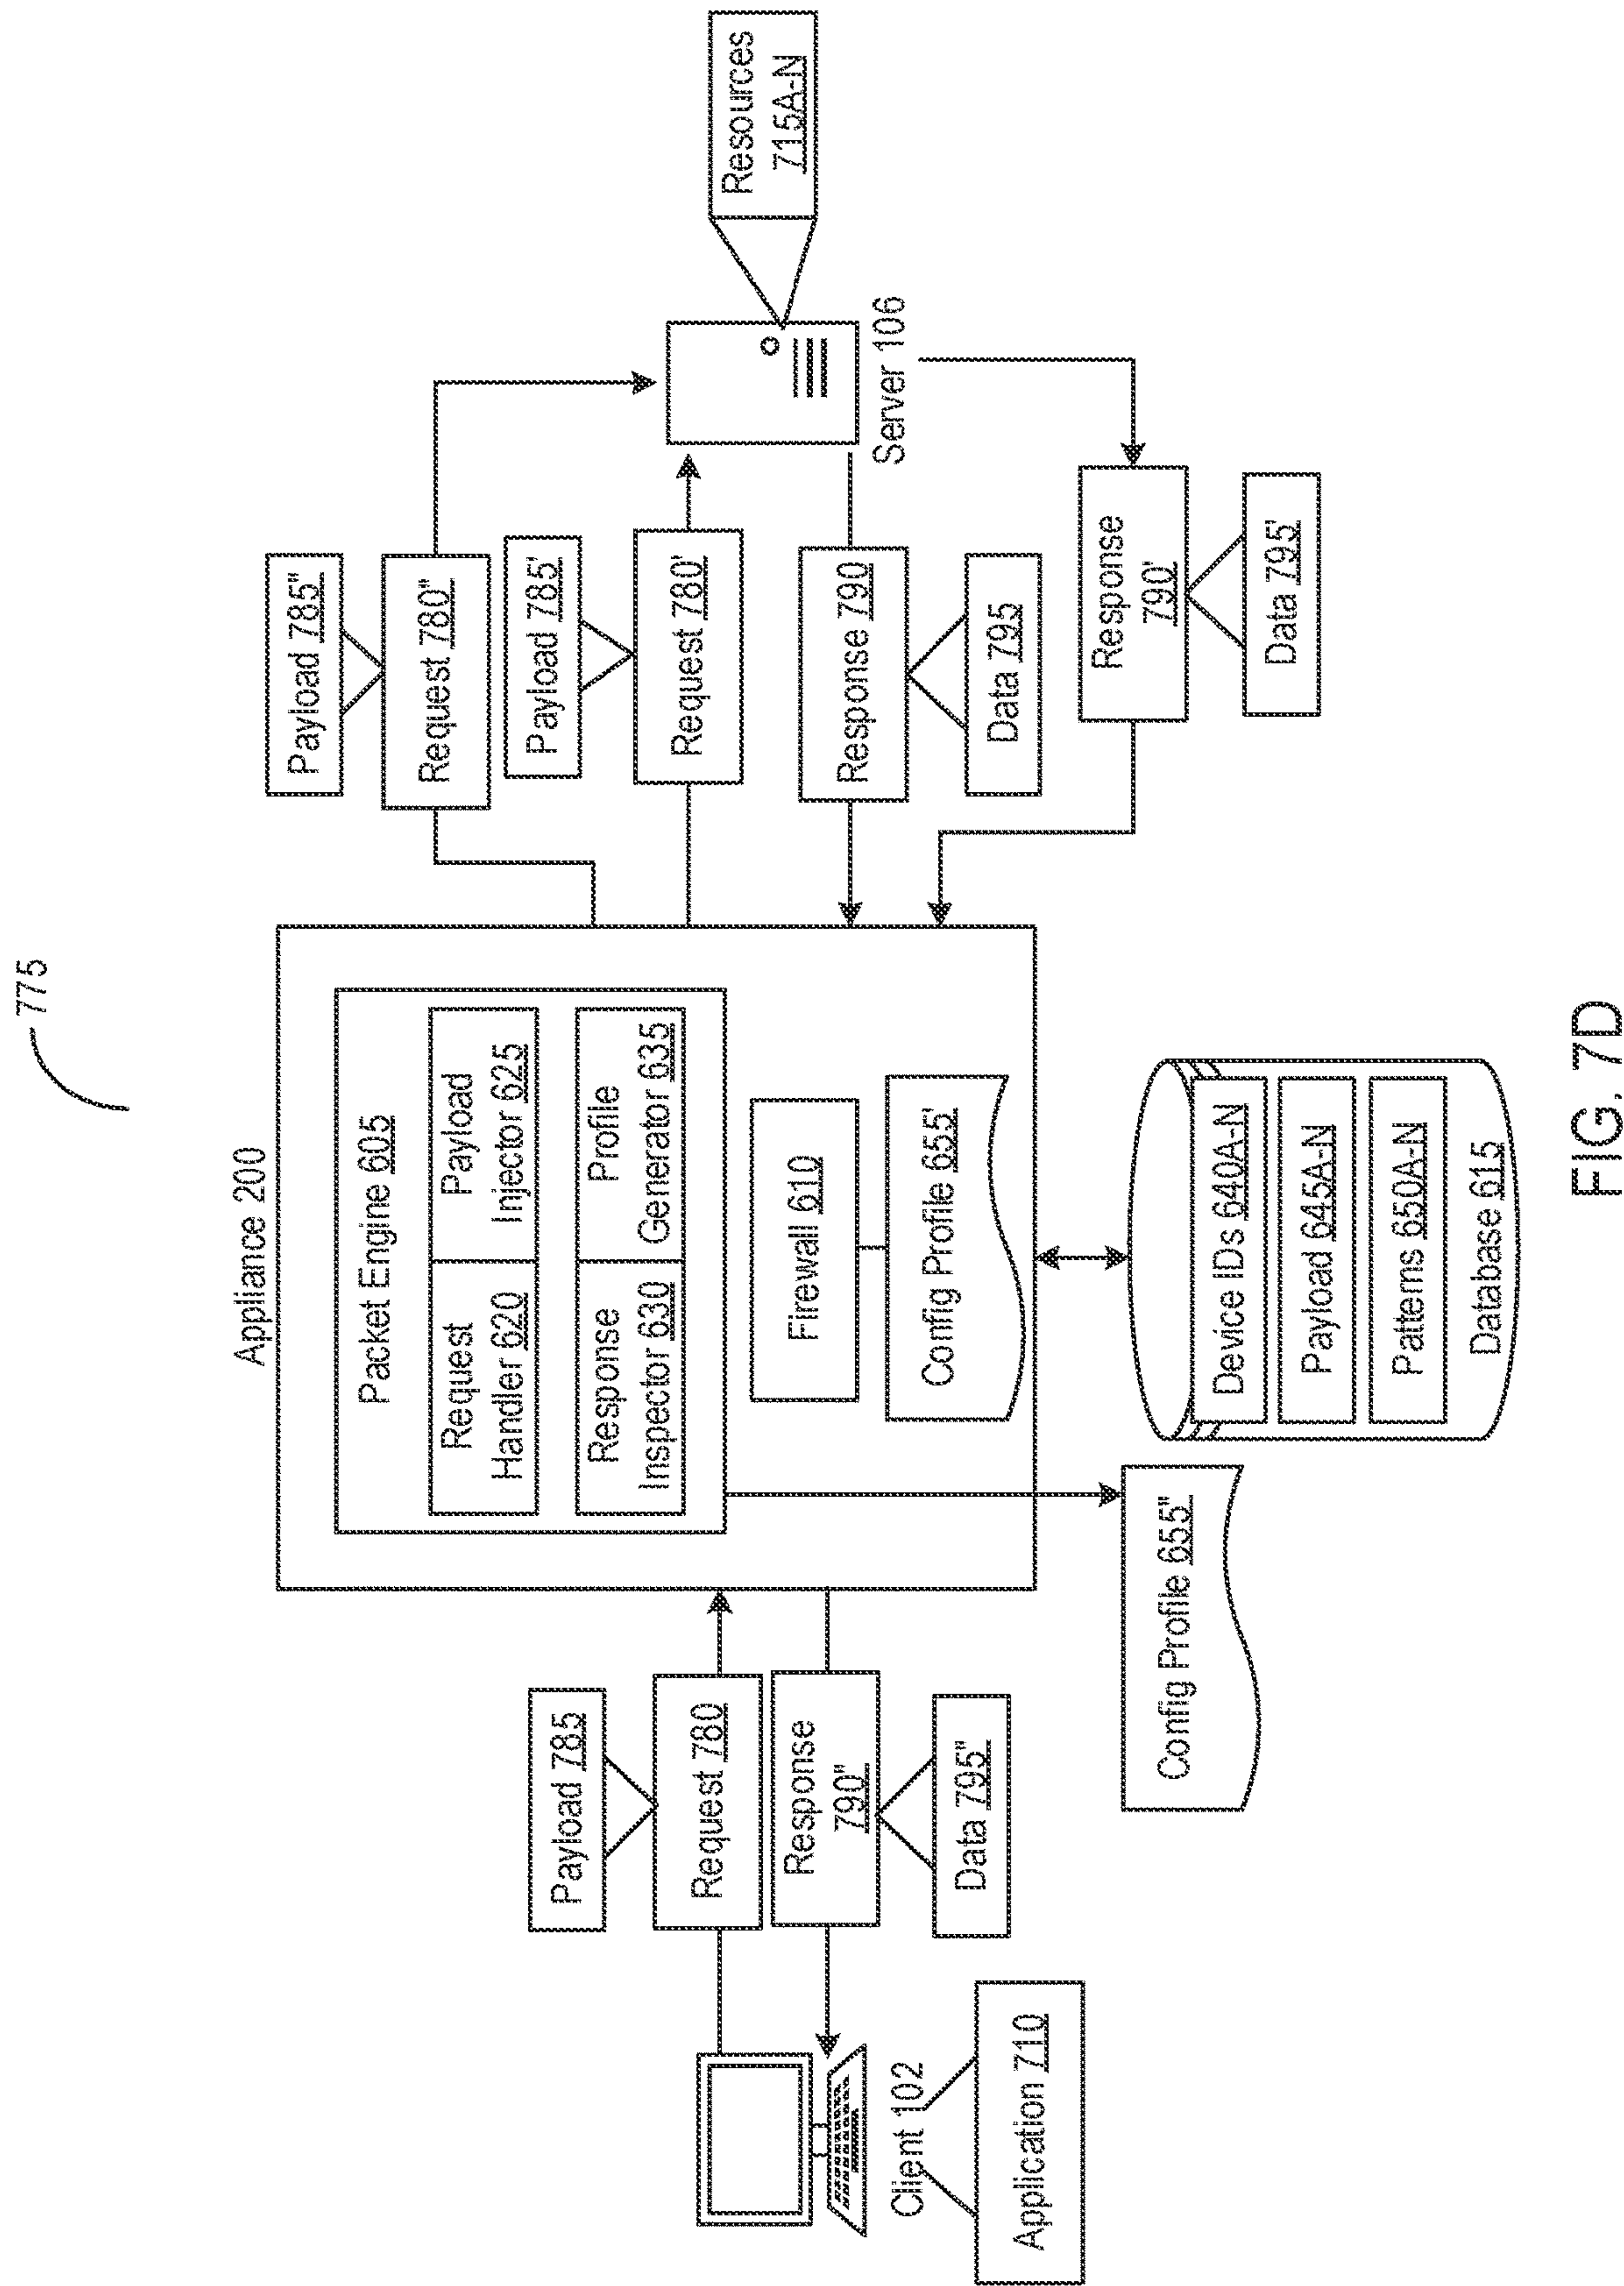 775
Appliance 200
Packet Engine 605
Request
Handler 620
Payload
Injector 625
Response
Inspector 630
Profile
Generator 635
Firewall 610
Config Profile 655'
Payload 785
Request 780
Response
790"
Data 795"
Client 102
Application 710
Payload 785"
Request 780"
Payload 785'
Request 780'
Response 790
Data 795
Response
790'
Data 795'
Server 106
Resources
715A-N
Config Profile 655"
Device IDs 640A-N
Payload 645A-N
Patterns 650A-N
Database 615
FIG. 7D